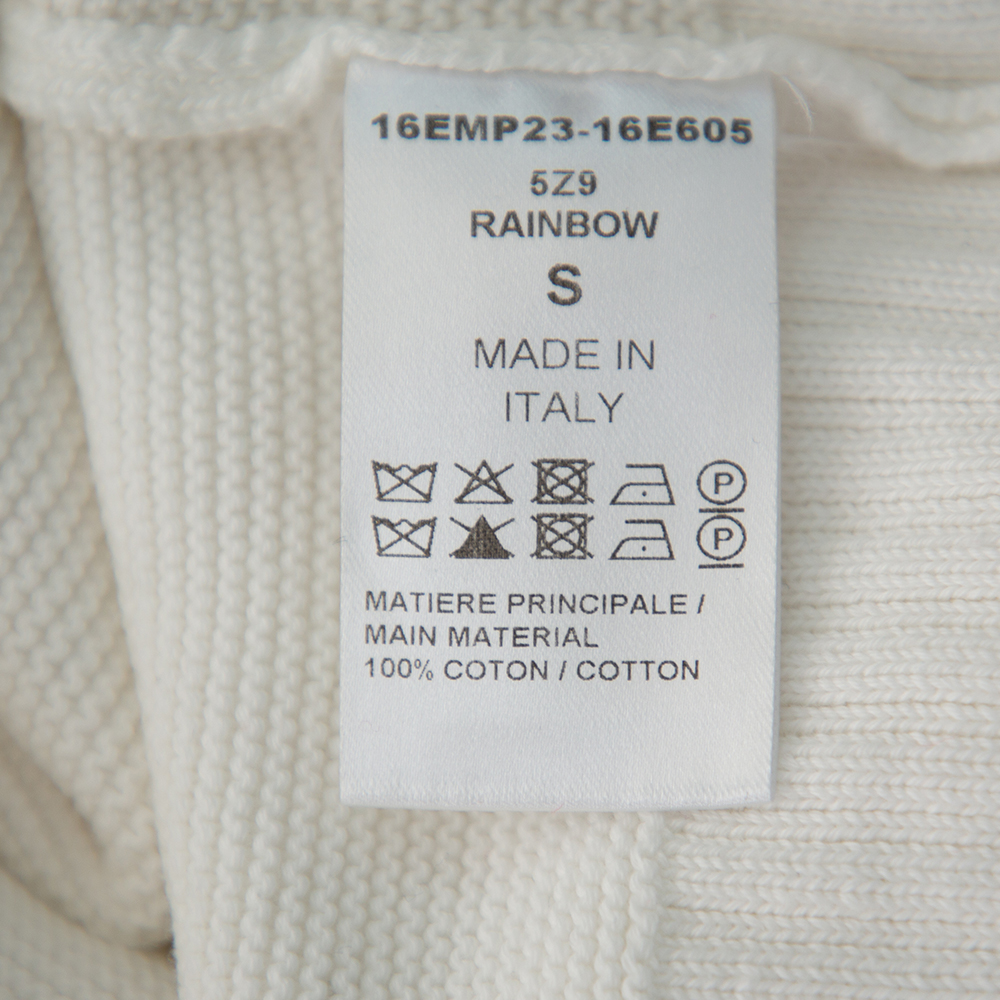 16EMP23-16E605
5Z9
RAINBOW
S
MADE IN
ITALY
P
P
MATIERE PRINCIPALE /
MAIN MATERIAL
100% COTON / COTTON